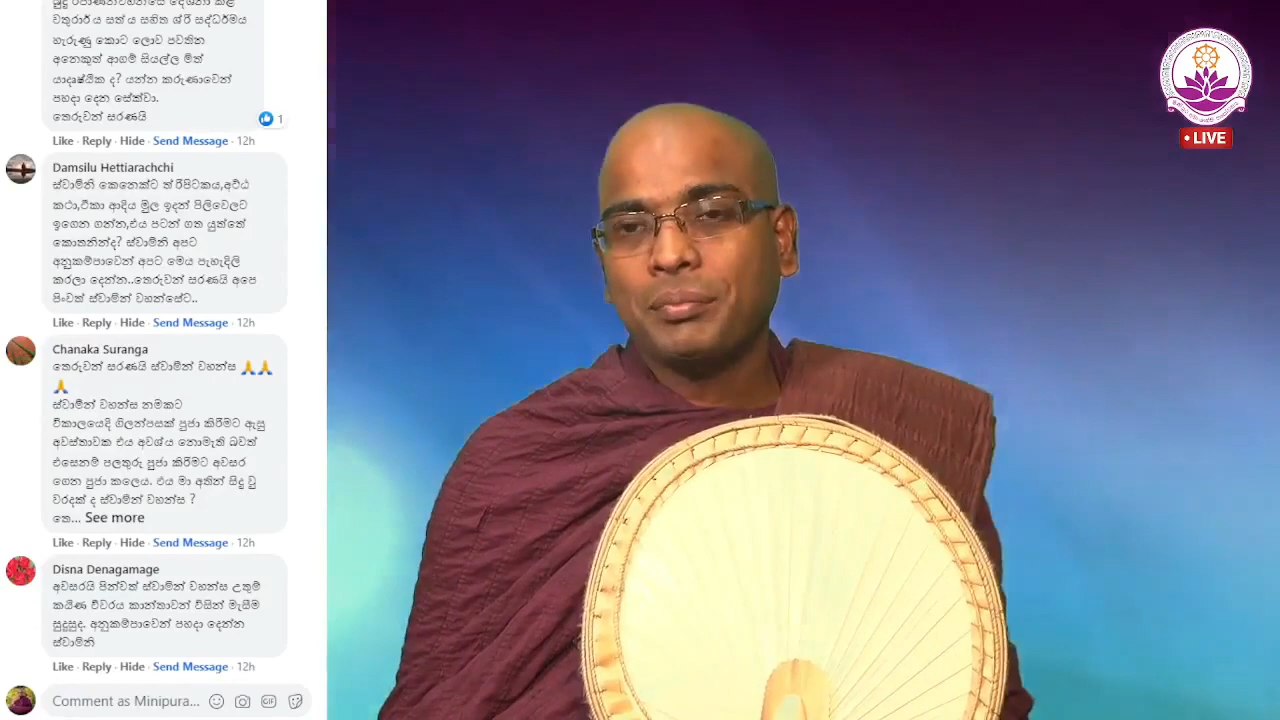 වතුරාර්ය සත්‍ය සහිත ශ්‍රී සද්ධර්මය
හැරුණු කොට ලොව පවතින
අනෙකුත් ආගම් සියල්ල මිත්
යාදෘෂ්ඨික ද? යන්න කරුණාවෙන්
පහදා දෙන සේක්වා.
තෙරුවන් සරණයි
1
Like · Reply · Hide · Send Message · 12h
LIVE
Damsilu Hettiarachchi
ස්වාමිනි කෙනෙක්ට ත්‍රිපිටකය,අට්ඨ
කථා,ටීකා ආදිය මුල ඉඳන් පිලිවෙලට
ඉගෙන ගන්න,එය පටන් ගත යුත්තේ
කොතනින්ද? ස්වාමිනි අපට
අනුකම්පාවෙන් අපට මෙය පැහැදිලි
කරලා දෙන්න..තෙරුවන් සරණයි අපෙ
පිංවත් ස්වාමින් වහන්සේට..
Like · Reply · Hide · Send Message · 12h
Chanaka Suranga
තෙරුවන් සරණයි ස්වාමීන් වහන්ස 🙏🙏
🙏
ස්වාමීන් වහන්ස නමකට
විකාලයෙදි ගිලන්පසක් පුජා කිරීමට ඇසු
අවස්තාවක එය අවශ්‍ය නොමැති බවත්
එසෙනම් පලතුරු පුජා කිරීමට අවසර
ගෙන පුජා කලෙය. එය මා අතින් සිදු වු
වරදක් ද ස්වාමින් වහන්ස ?
තෙ... See more
Like · Reply · Hide · Send Message · 12h
Disna Denagamage
අවසරයි පින්වත් ස්වාමින් වහන්ස උතුම්
කඨිණ චීවරය කාන්තාවන් විසින් මැසීම
සුදුසුද. අනුකම්පාවෙන් පහදා දෙන්න
ස්වාමිනි
Like · Reply · Hide · Send Message · 12h
Comment as Minipura...
GIF